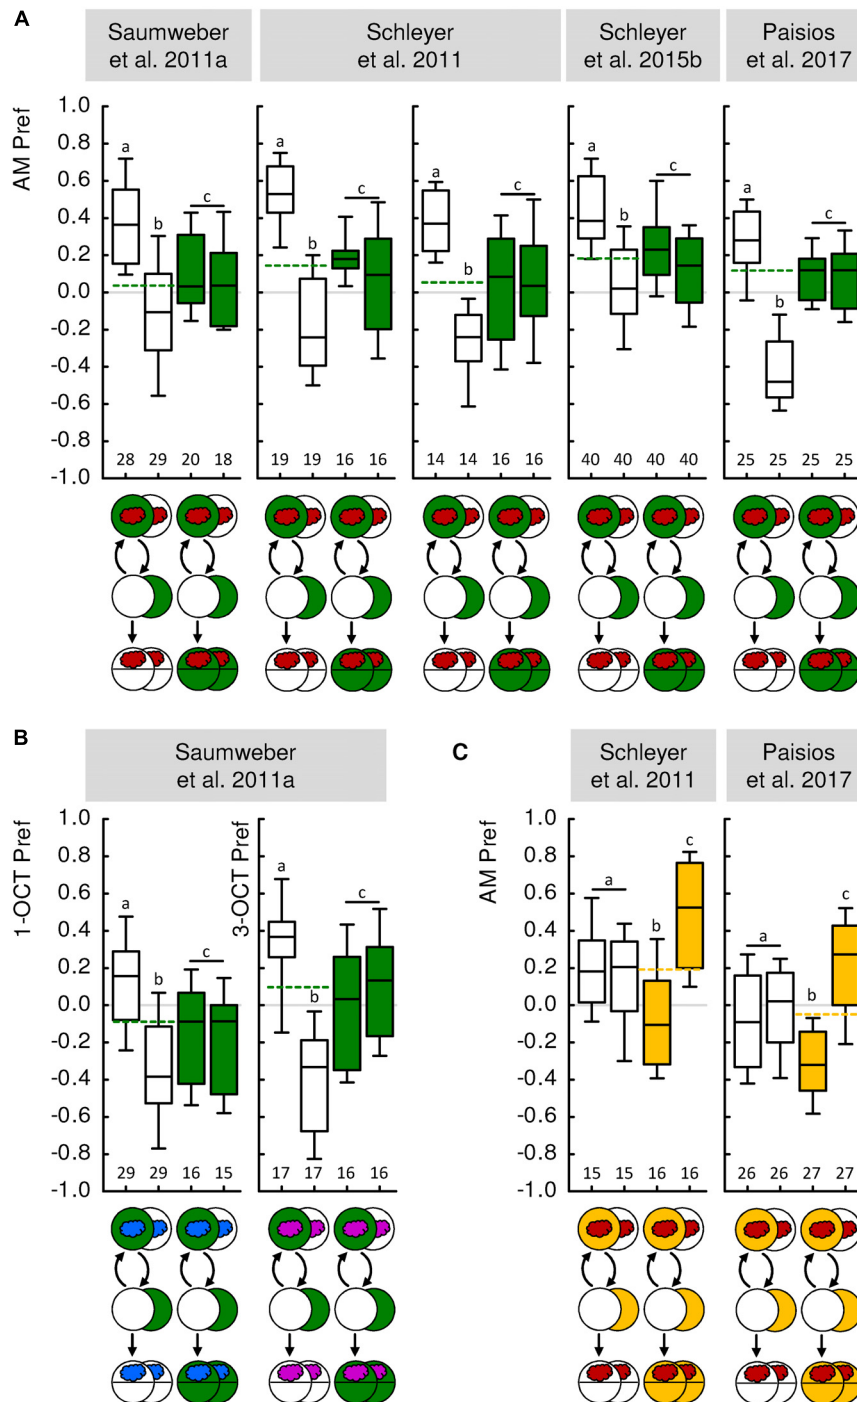 A
Saumweber
et al. 2011a
Schleyer
et al. 2011
Schleyer
et al. 2015b
Paisios
et al. 2017
AM Pref
1.0
0.8
0.6
0.4
0.2
0.0
-0.2
-0.4
-0.6
-0.8
-1.0
a
b
c
28 29 20 18
a
b
c
19 19 16 16
a
b
c
14 14 16 16
a
b
c
40 40 40 40
a
b
c
25 25 25 25
B
Saumweber
et al. 2011a
1-OCT Pref
1.0
0.8
0.6
0.4
0.2
0.0
-0.2
-0.4
-0.6
-0.8
-1.0
a
b
c
29 29 16 15
3-OCT Pref
a
b
c
17 17 16 16
C
Schleyer
et al. 2011
Paisios
et al. 2017
AM Pref
1.0
0.8
0.6
0.4
0.2
0.0
-0.2
-0.4
-0.6
-0.8
-1.0
a
b
c
15 15 16 16
a
b
c
26 26 27 27